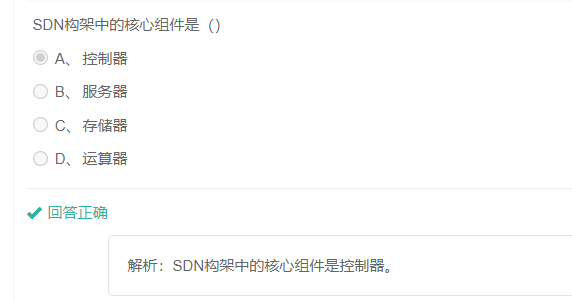 SDN构架中的核心组件是（）
A、 控制器
B、 服务器
C、 存储器
D、 运算器
回答正确
解析：SDN构架中的核心组件是控制器。